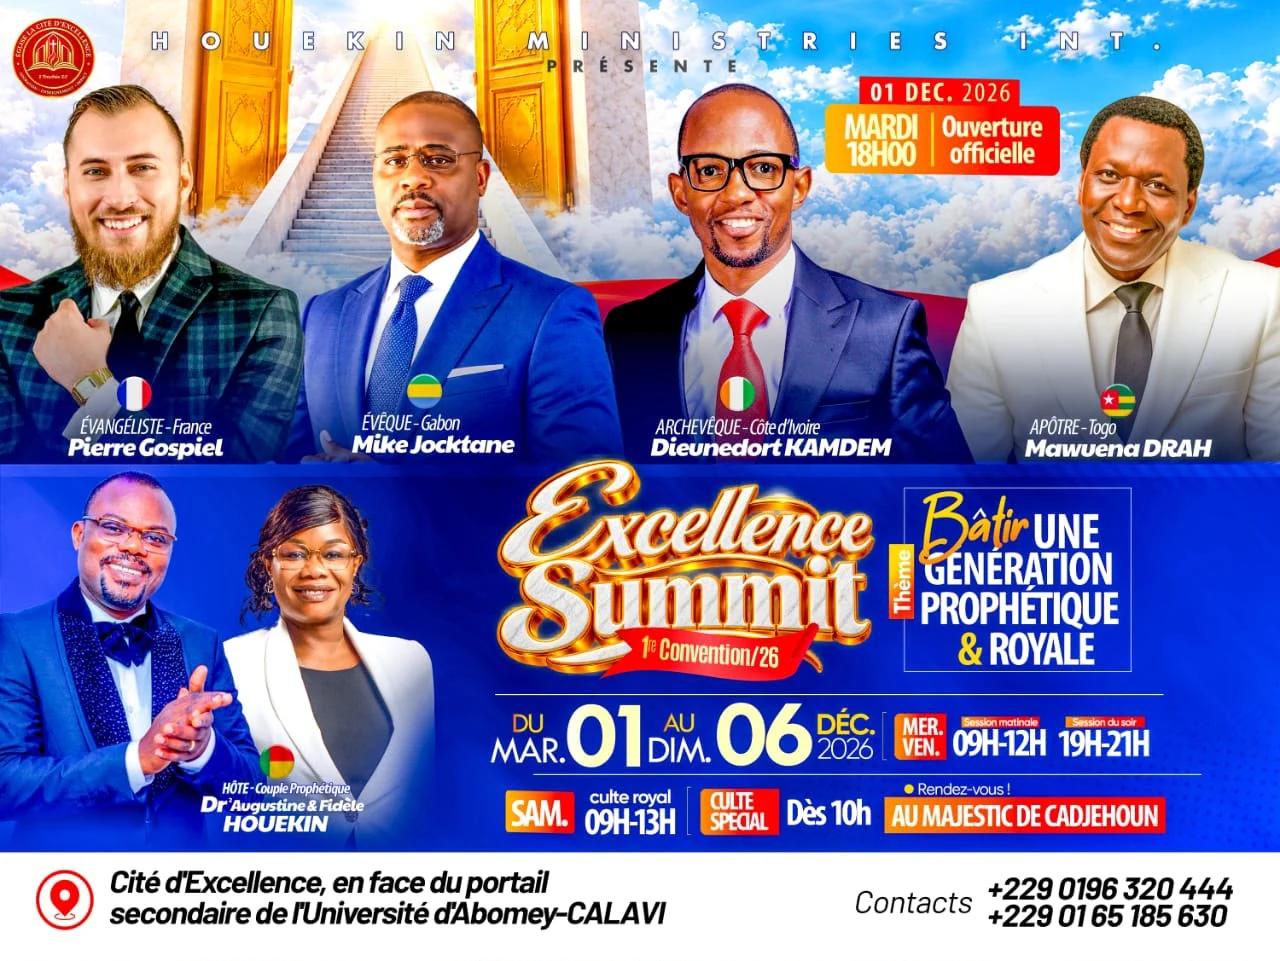 EGLISE LA CITÉ D'EXCELLENCE
HOUEKIN MINISTRIES INT.
PRÉSENTE
01 DEC. 2026
MARDI
18H00
Ouverture
officielle
ÉVANGÉLISTE - France
Pierre Gospiel
ÉVÊQUE - Gabon
Mike Jocktane
ARCHEVÊQUE - Côte d'Ivoire
Dieunedort KAMDEM
APÔTRE - Togo
Mawuena DRAH
HÔTE - Couple Prophétique
Dr Augustine & Fidèle
HOUEKIN
Excellence
Summit
1re Convention/26
Thème
Bâtir UNE
GÉNÉRATION
PROPHÉTIQUE
& ROYALE
DU
MAR. 01 AU
DIM. 06 DÉC.
2026
MER.
VEN.
Session matinale
09H-12H
Session du soir
19H-21H
SAM.
culte royal
09H-13H
CULTE
SPECIAL
Dès 10h
Rendez-vous !
AU MAJESTIC DE CADJEHOUN
Cité d'Excellence, en face du portail
secondaire de l'Université d'Abomey-CALAVI
Contacts
+229 0196 320 444
+229 01 65 185 630